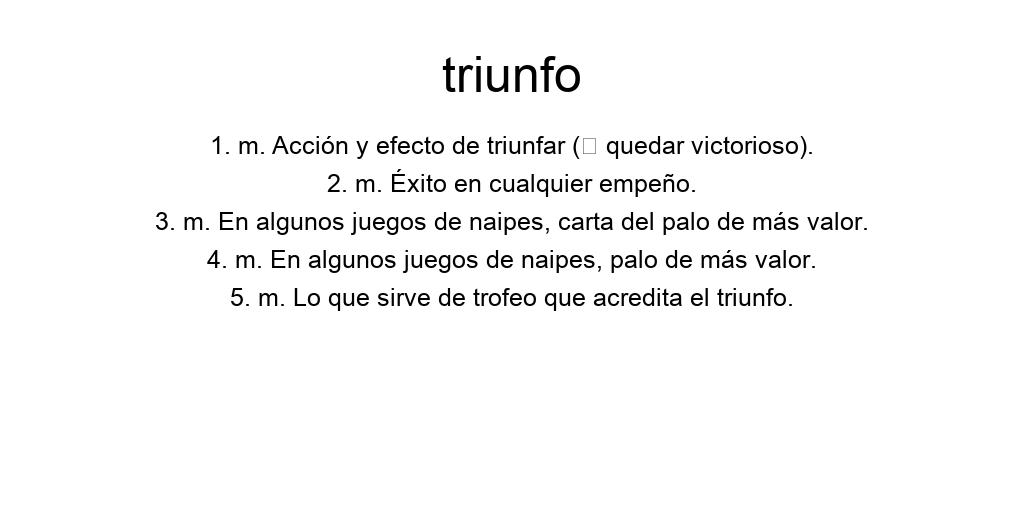 triunfo
1. m. Acción y efecto de triunfar (▯ quedar victorioso).
2. m. Éxito en cualquier empeño.
3. m. En algunos juegos de naipes, carta del palo de más valor.
4. m. En algunos juegos de naipes, palo de más valor.
5. m. Lo que sirve de trofeo que acredita el triunfo.